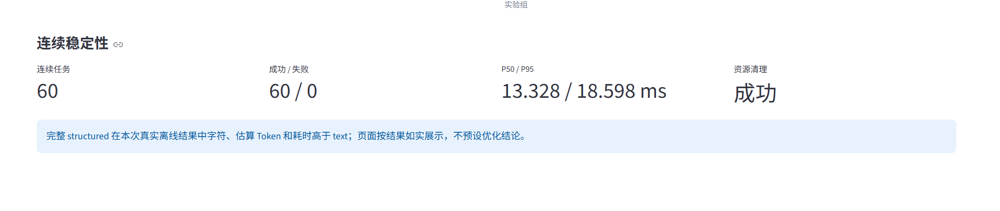 实验组
连续稳定性
连续任务
60
成功 / 失败
60 / 0
P50 / P95
13.328 / 18.598 ms
资源清理
成功
完整 structured 在本次真实离线结果中字符、估算 Token 和耗时高于 text；页面按结果如实展示，不预设优化结论。